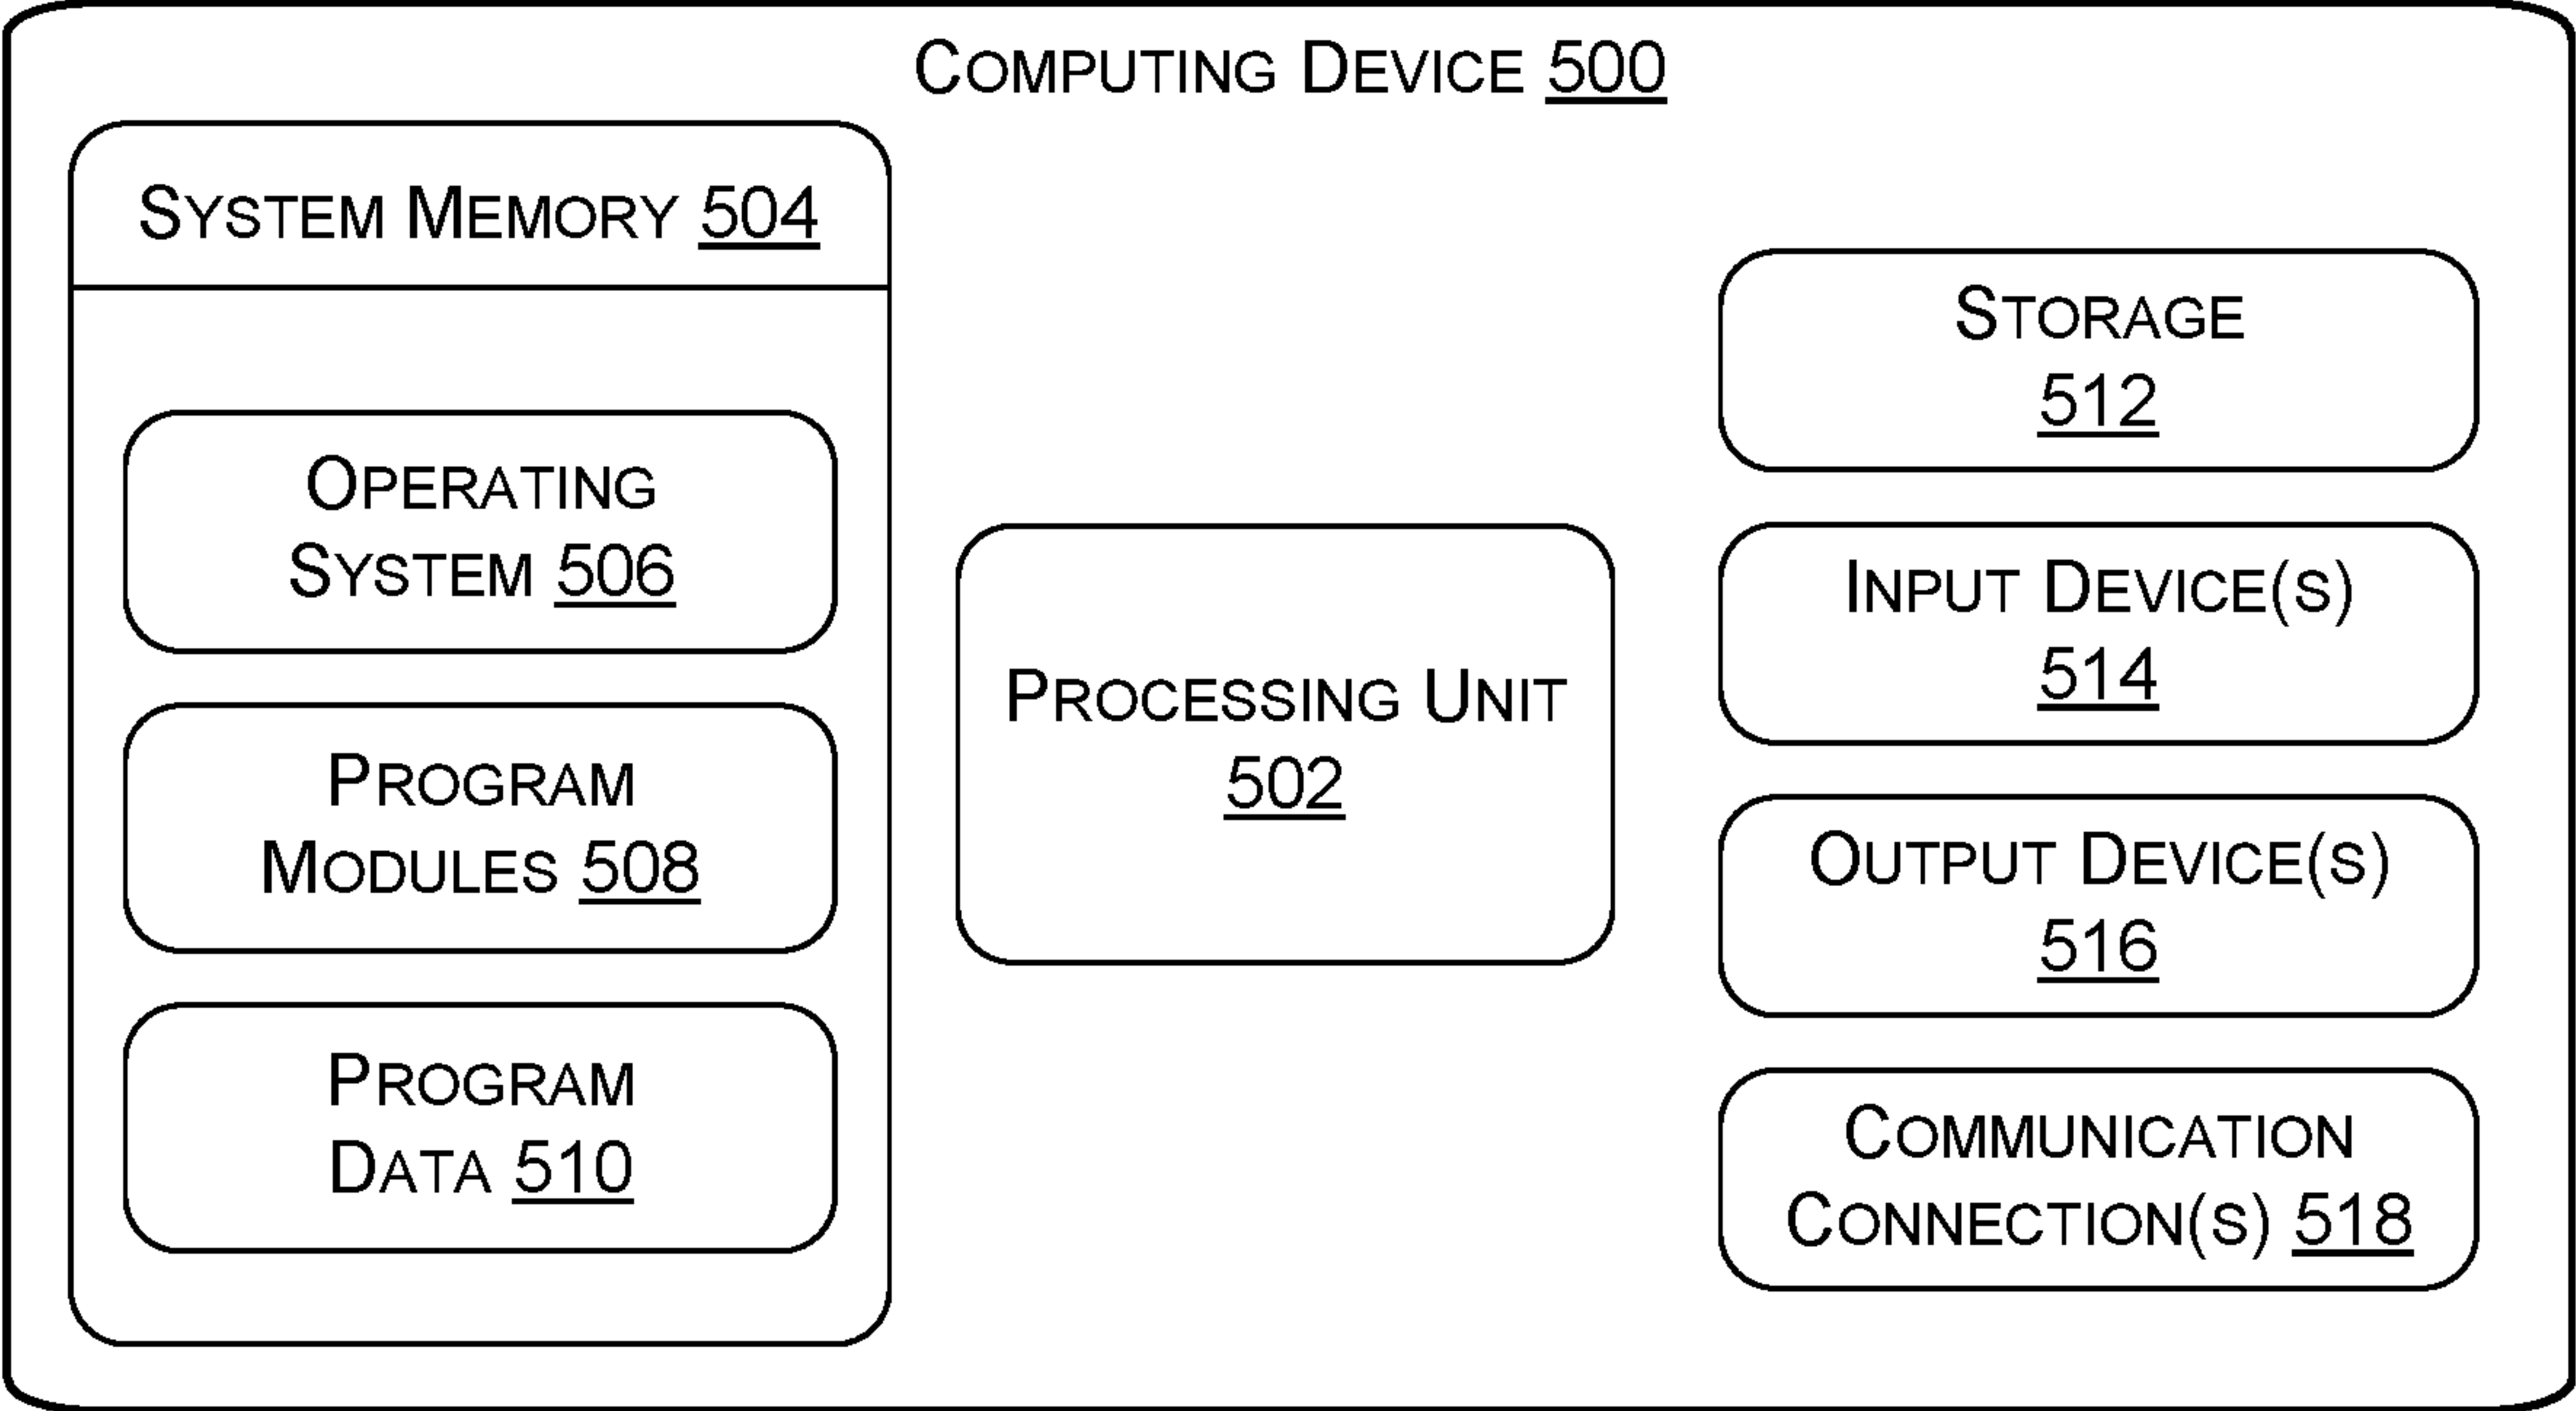 COMPUTING DEVICE 500
SYSTEM MEMORY 504
OPERATING
SYSTEM 506
PROGRAM
MODULES 508
PROGRAM
DATA 510
PROCESSING UNIT
502
STORAGE
512
INPUT DEVICE(S)
514
OUTPUT DEVICE(S)
516
COMMUNICATION
CONNECTION(S) 518